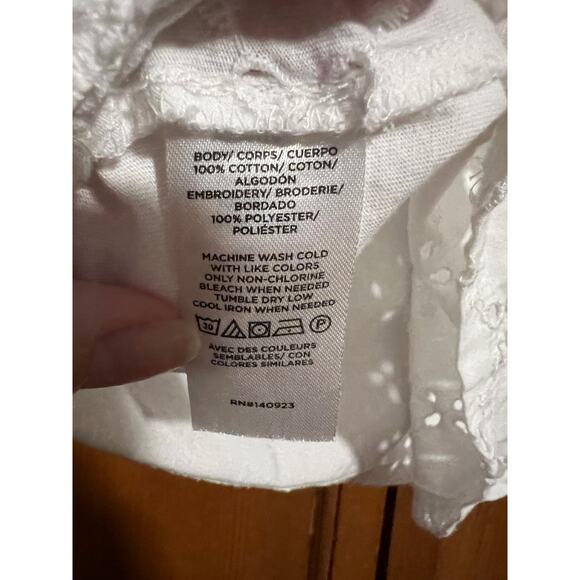 BODY/ CORPS/ CUERPO
100% COTTON/ COTON/
ALGODÓN
EMBROIDERY/ BRODERIE/
BORDADO
100% POLYESTER/
POLIÉSTER
MACHINE WASH COLD
WITH LIKE COLORS
ONLY NON-CHLORINE
BLEACH WHEN NEEDED
TUMBLE DRY LOW
COOL IRON WHEN NEEDED
30 P
AVEC DES COULEURS
SEMBLABLES/ CON
COLORES SIMILARES
RN#140923